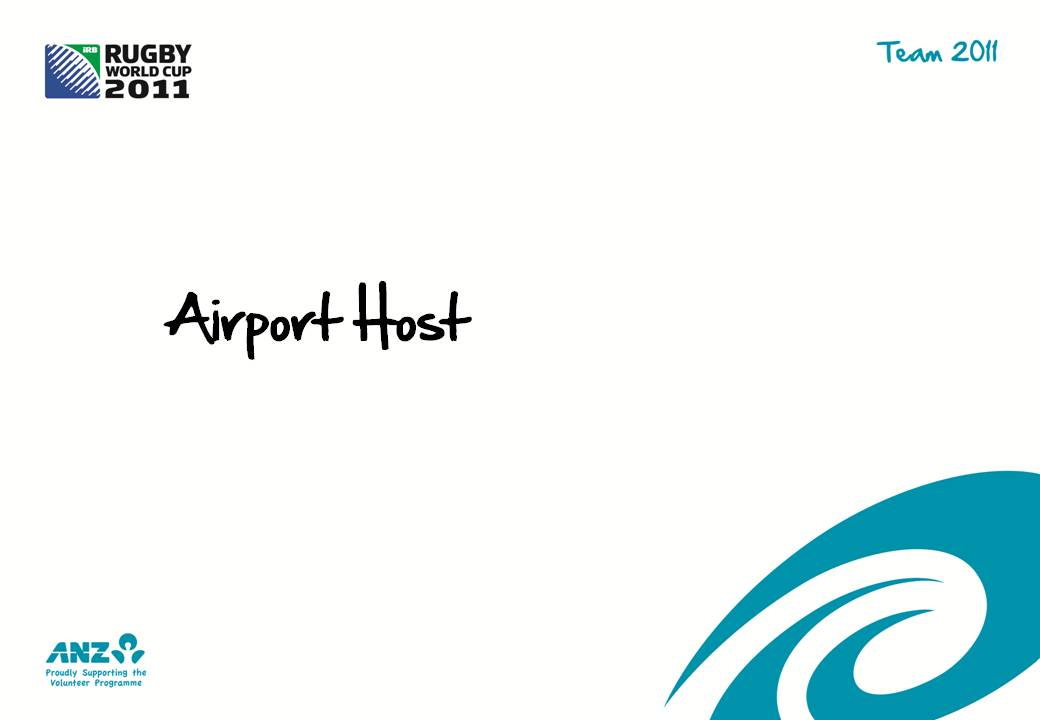 iRB
RUGBY
WORLD CUP
2011
Team 2011
Airport Host
ANZ
Proudly Supporting the
Volunteer Programme